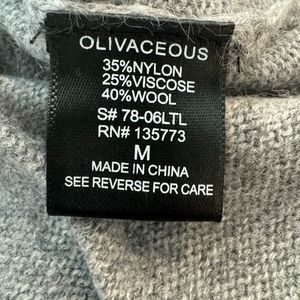 OLIVACEOUS
35%NYLON
25%VISCOSE
40%WOOL
S# 78-06LTL
RN# 135773
M
MADE IN CHINA
SEE REVERSE FOR CARE